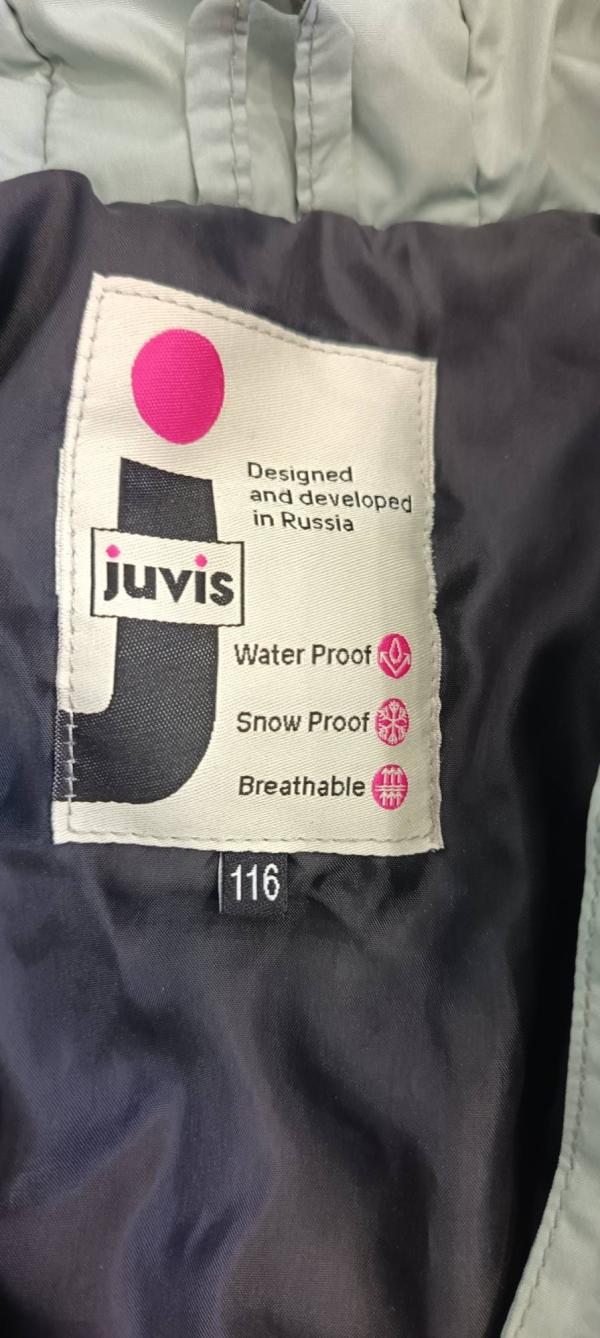 Designed
and developed
in Russia
juvis
Water Proof
Snow Proof
Breathable
116